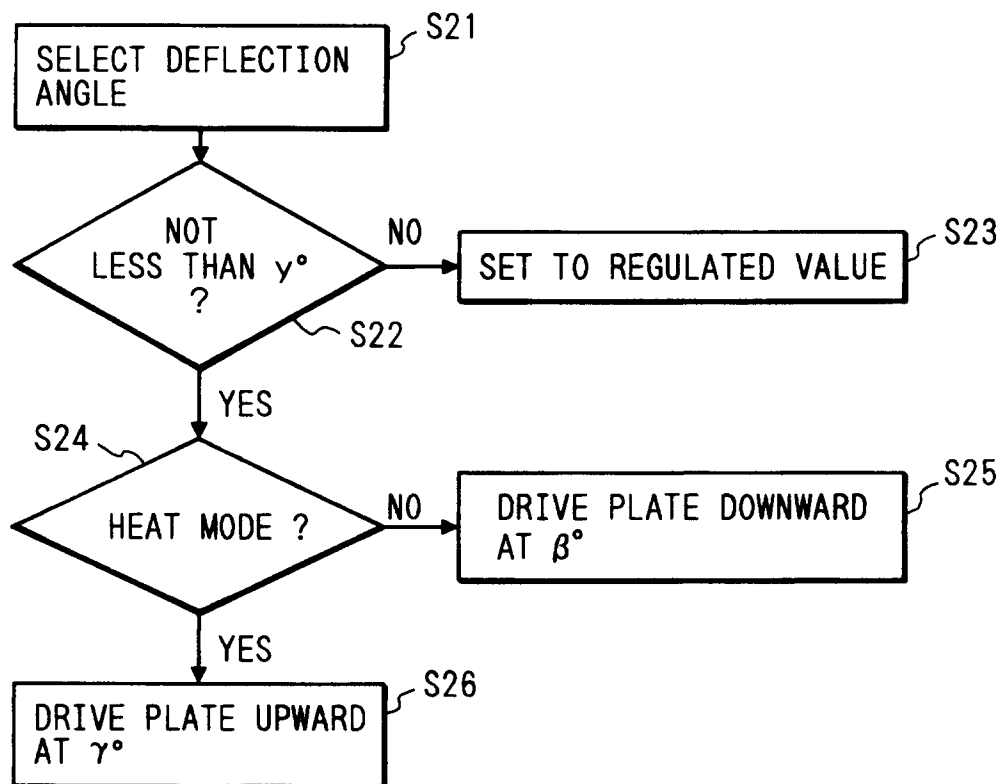 S21
SELECT DEFLECTION
ANGLE
NOT
LESS THAN y°
?
NO
S22
S23
SET TO REGULATED VALUE
YES
S24
HEAT MODE ?
NO
S25
DRIVE PLATE DOWNWARD
AT β°
YES
S26
DRIVE PLATE UPWARD
AT γ°